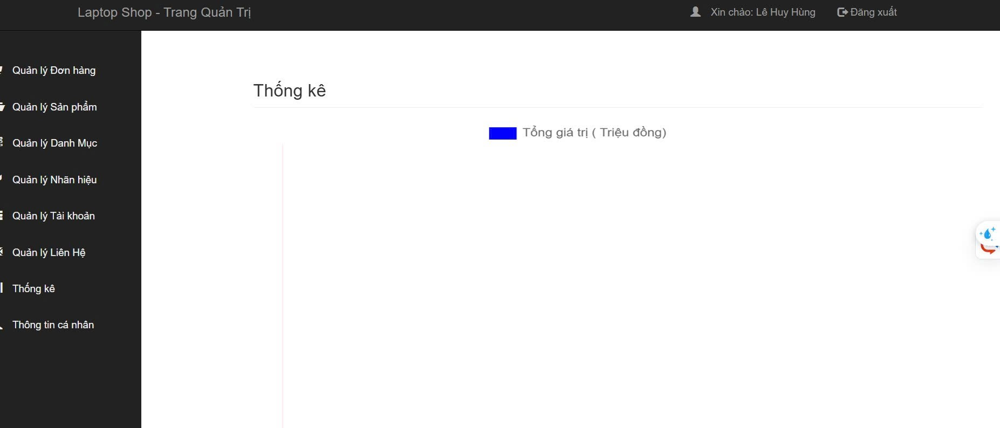 Laptop Shop - Trang Quản Trị
Xin chào: Lê Huy Hùng
Đăng xuất
Quản lý Đơn hàng
Quản lý Sản phẩm
Quản lý Danh Mục
Quản lý Nhãn hiệu
Quản lý Tài khoản
Quản lý Liên Hệ
Thống kê
Thông tin cá nhân
Thống kê
Tổng giá trị ( Triệu đồng)